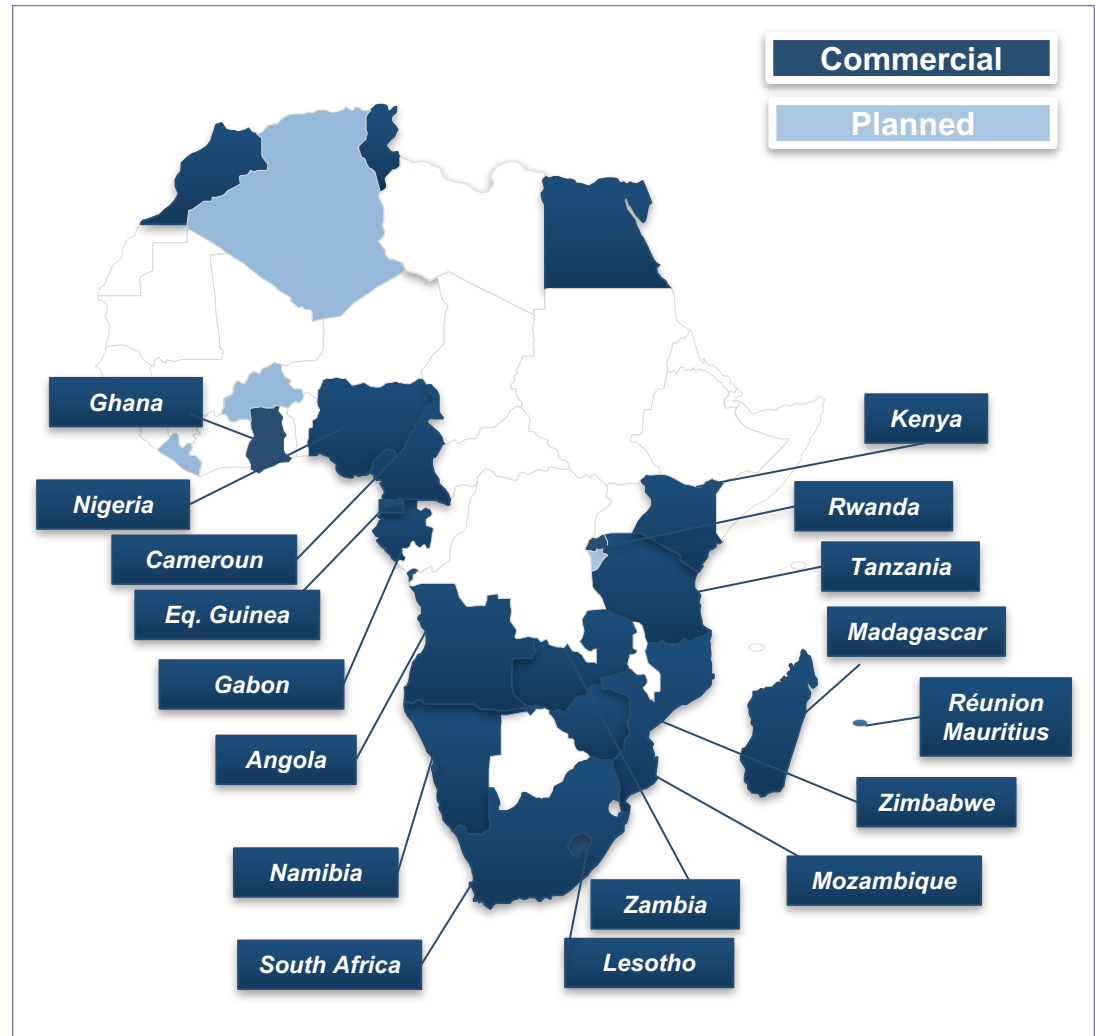 Commercial
Planned
Ghana
Kenya
Nigeria
Rwanda
Cameroun
Tanzania
Eq. Guinea
Madagascar
Gabon
Réunion
Mauritius
Angola
Zimbabwe
Namibia
Mozambique
Zambia
South Africa
Lesotho